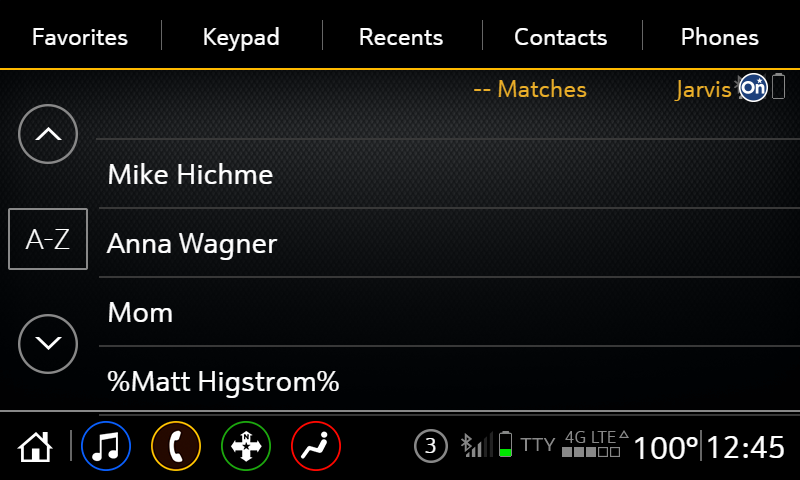 Favorites Keypad Recents Contacts Phones
-- Matches Jarvis On
Mike Hichme
A-Z
Anna Wagner
Mom
%Matt Higstrom%
N
3 TTY 4G LTE 100° 12:45